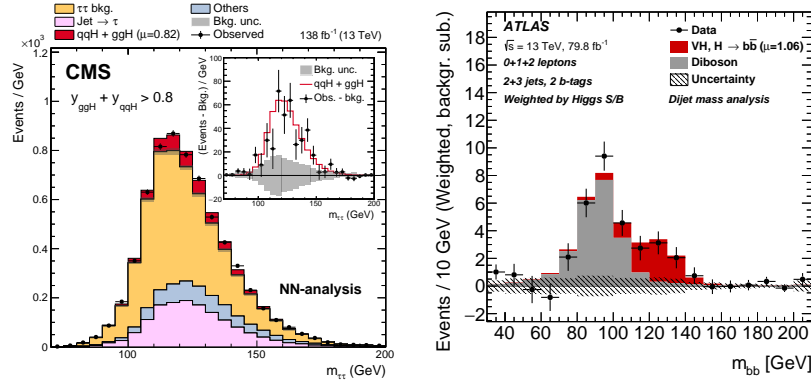 ττ bkg. Others
Jet → τ Bkg. unc.
qqH + ggH (μ=0.82) Observed 138 fb⁻¹ (13 TeV)
×10³
CMS
y_ggH + y_qqH > 0.8
NN-analysis
Events / GeV
0 0.2 0.4 0.6 0.8 1 1.2
100 150 200
m_ττ (GeV)
Bkg. unc.
qqH + ggH
Obs. - bkg.
(Events - Bkg.) / GeV
−20 0 20 40 60 80 100
100 150 200
m_ττ (GeV)
ATLAS
√s = 13 TeV, 79.8 fb⁻¹
0+1+2 leptons
2+3 jets, 2 b-tags
Weighted by Higgs S/B
Data
VH, H → bb̄ (μ=1.06)
Diboson
Uncertainty
Dijet mass analysis
Events / 10 GeV (Weighted, backgr. sub.)
−2 0 2 4 6 8 10 12 14 16 18
40 60 80 100 120 140 160 180 200
m_bb [GeV]